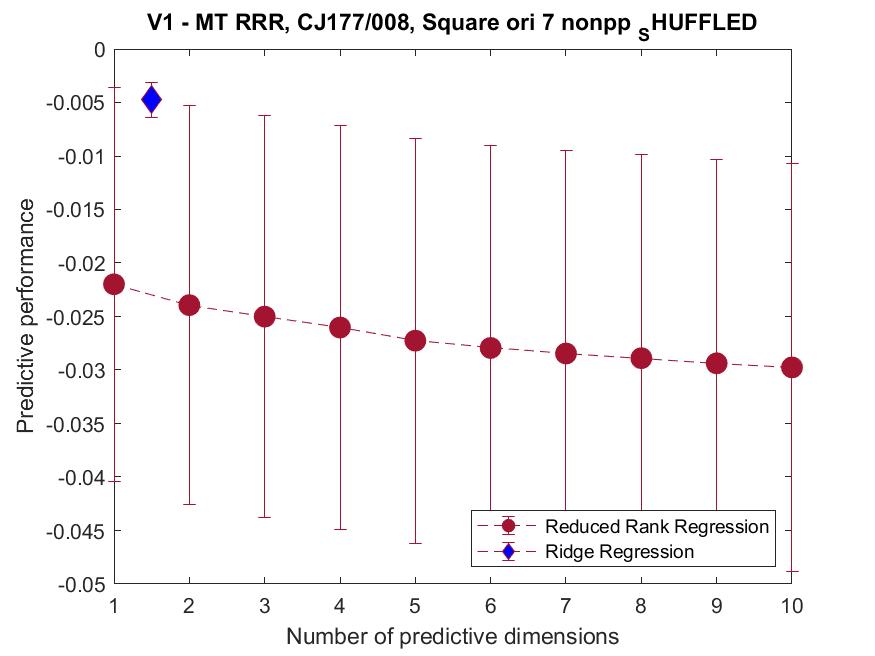 V1 - MT RRR, CJ177/008, Square ori 7 nonpp SHUFFLED
0
-0.005
-0.01
-0.015
-0.02
-0.025
-0.03
-0.035
-0.04
-0.045
-0.05
Predictive performance
Reduced Rank Regression
Ridge Regression
1 2 3 4 5 6 7 8 9 10
Number of predictive dimensions